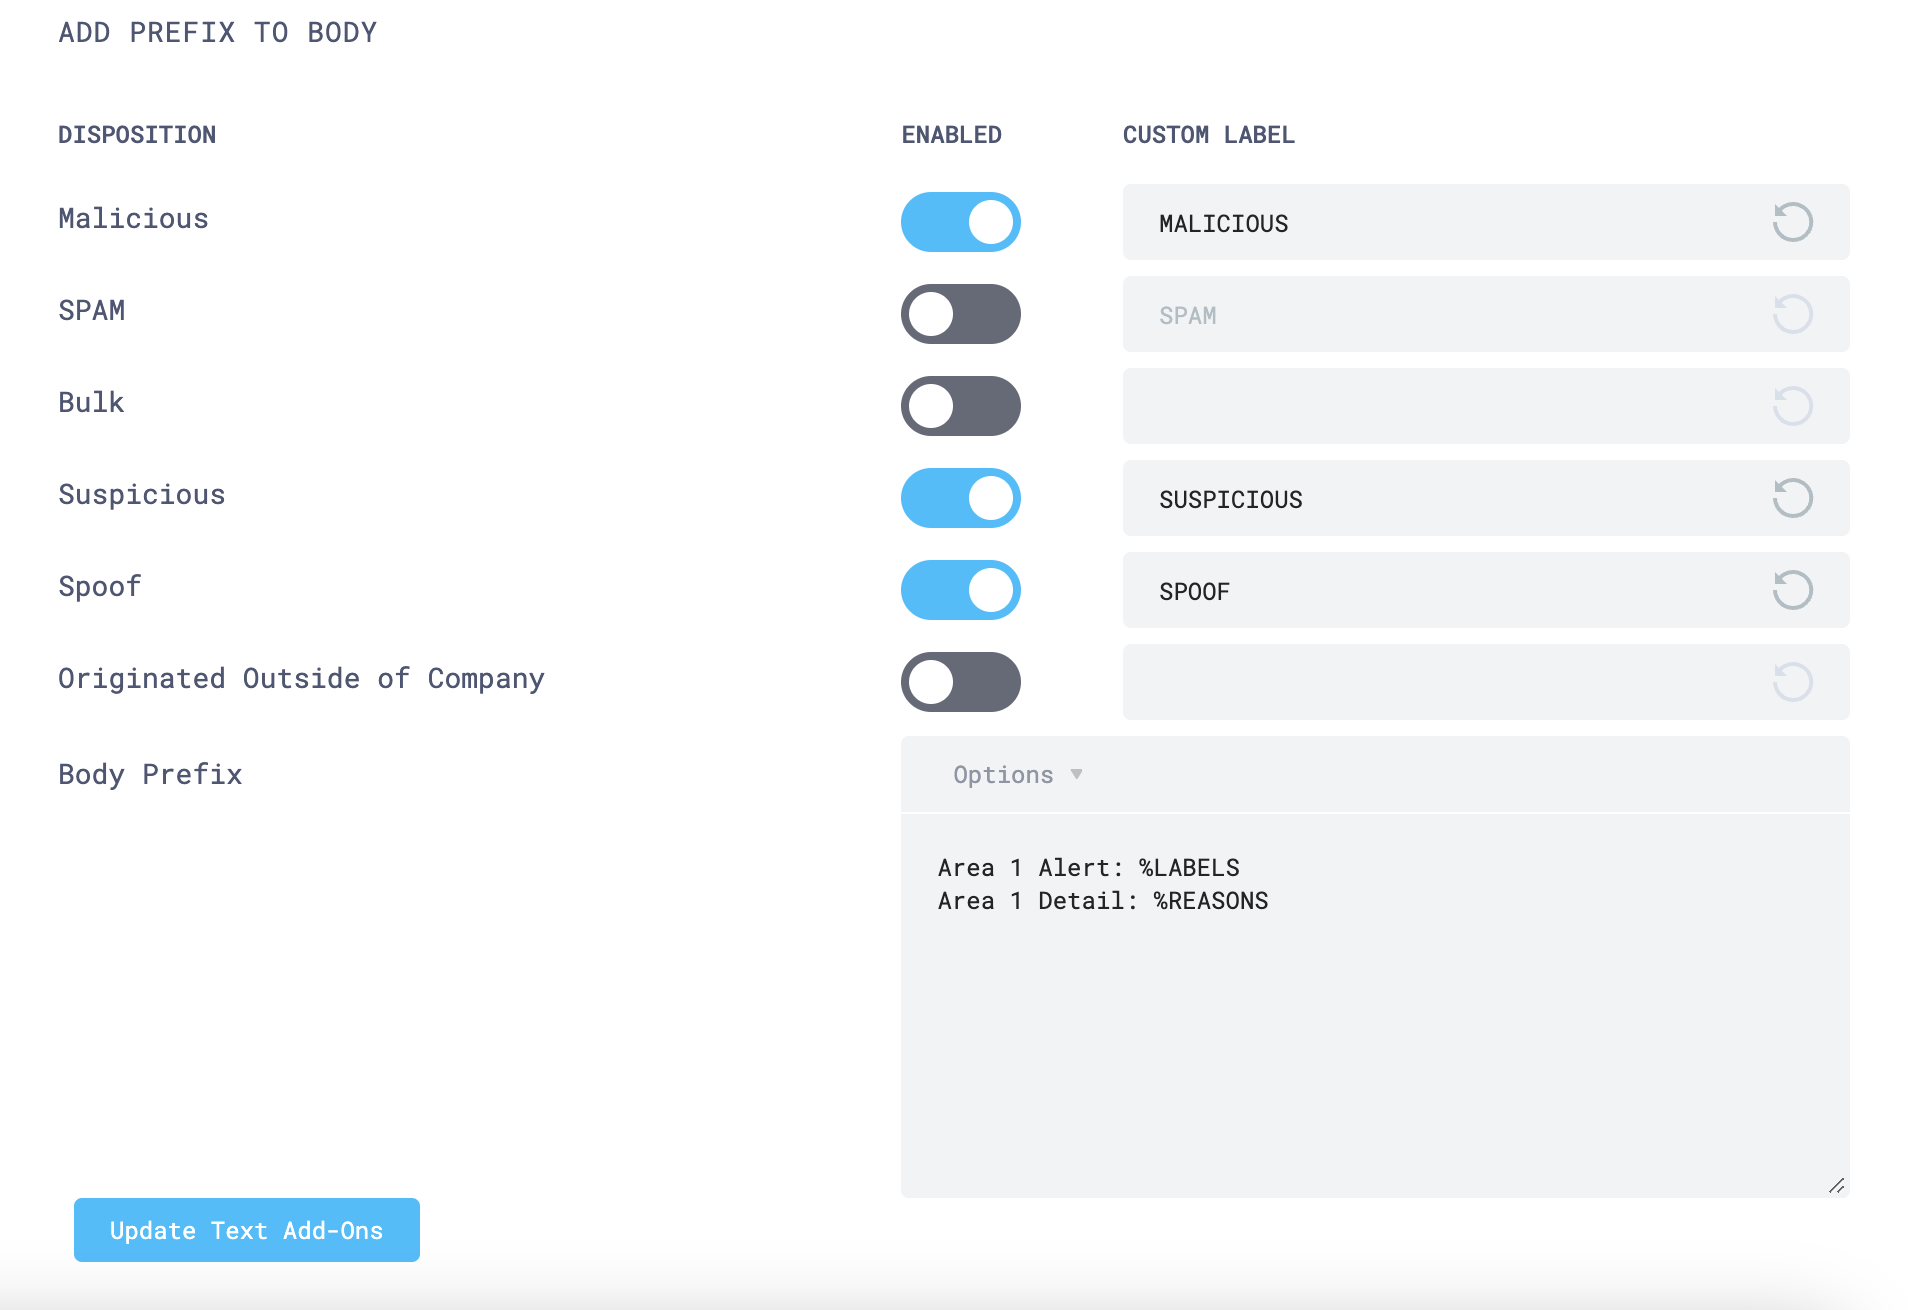 ADD PREFIX TO BODY
DISPOSITION ENABLED CUSTOM LABEL
Malicious MALICIOUS
SPAM SPAM
Bulk
Suspicious SUSPICIOUS
Spoof SPOOF
Originated Outside of Company
Body Prefix Options
Area 1 Alert: %LABELS
Area 1 Detail: %REASONS
Update Text Add-Ons